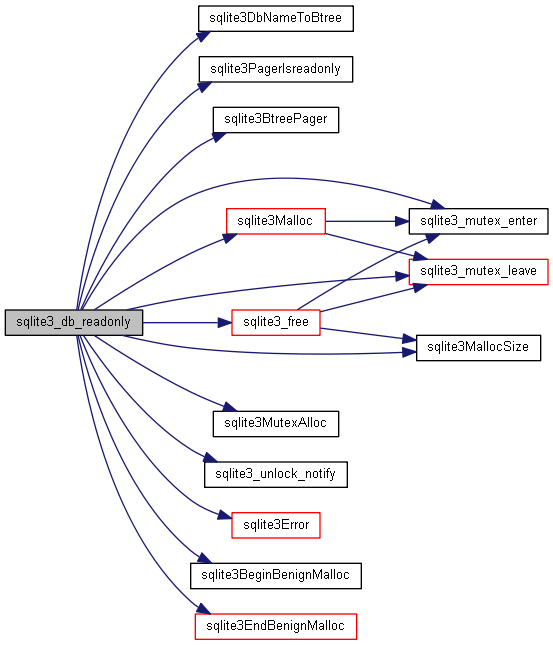 sqlite3DbNameToBtree
sqlite3PagerIsreadonly
sqlite3BtreePager
sqlite3Malloc
sqlite3_mutex_enter
sqlite3_mutex_leave
sqlite3_db_readonly
sqlite3_free
sqlite3MallocSize
sqlite3MutexAlloc
sqlite3_unlock_notify
sqlite3Error
sqlite3BeginBenignMalloc
sqlite3EndBenignMalloc